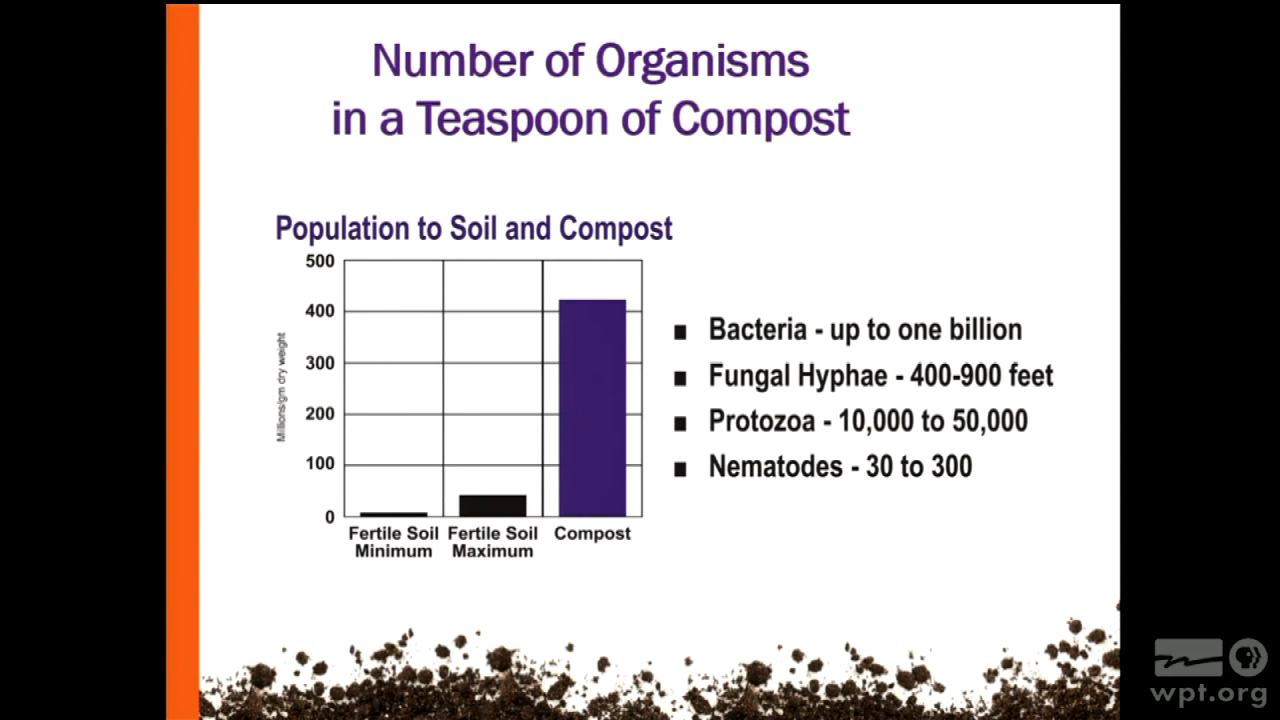 Number of Organisms
in a Teaspoon of Compost
Population to Soil and Compost
Millions/gm dry weight
500
400
300
200
100
0
Fertile Soil
Minimum
Fertile Soil
Maximum
Compost
■ Bacteria - up to one billion
■ Fungal Hyphae - 400-900 feet
■ Protozoa - 10,000 to 50,000
■ Nematodes - 30 to 300
wpt.org